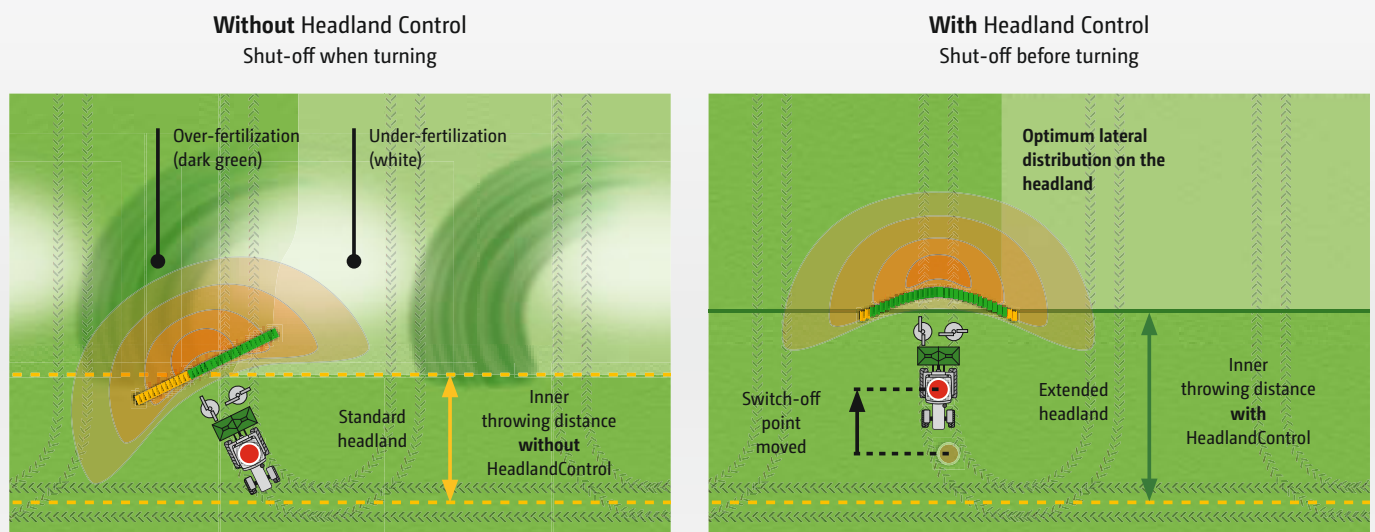 Without Headland Control
Shut-off when turning
Over-fertilization
(dark green)
Under-fertilization
(white)
Standard
headland
Inner
throwing distance
without
HeadlandControl
With Headland Control
Shut-off before turning
Optimum lateral
distribution on the
headland
Switch-off
point
moved
Extended
headland
Inner
throwing distance
with
HeadlandControl